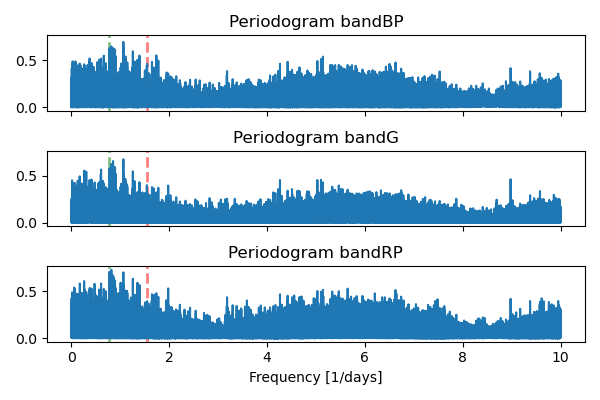 Periodogram bandBP
0.5
0.0
Periodogram bandG
0.5
0.0
Periodogram bandRP
0.5
0.0
0 2 4 6 8 10
Frequency [1/days]